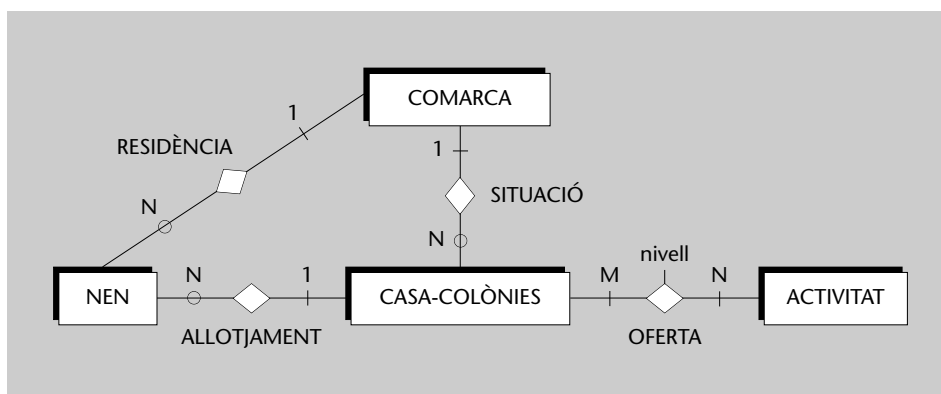 COMARCA
1
RESIDÈNCIA
1
SITUACIÓ
N
N
nivell
N
1
M
N
NEN
CASA-COLÒNIES
ACTIVITAT
ALLOTJAMENT
OFERTA